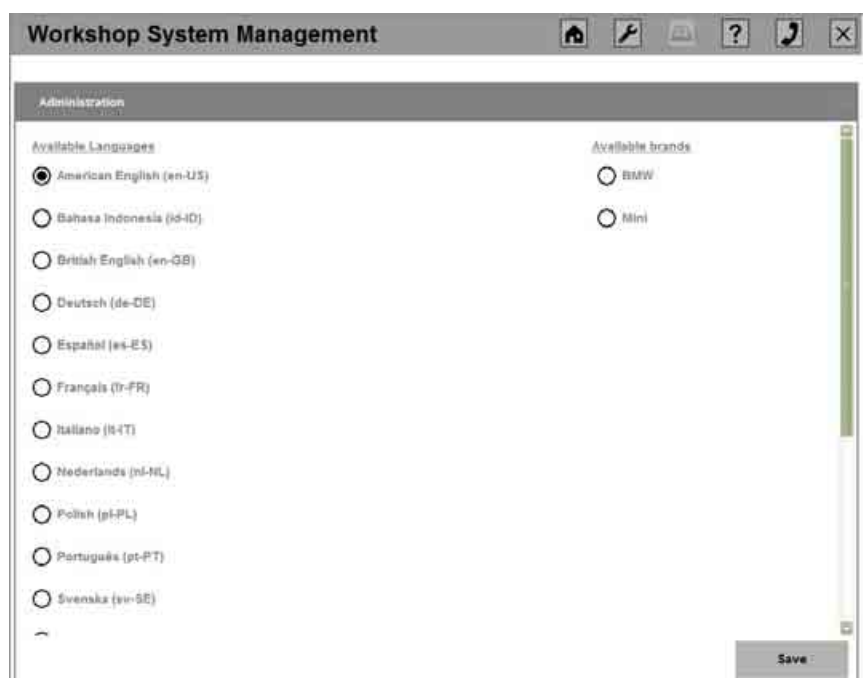 Workshop System Management
?
Administration
Available Languages
Available brands
American English (en-US)
BMW
Bahasa Indonesia (id-ID)
Mini
British English (en-GB)
Deutsch (de-DE)
Español (es-ES)
Français (fr-FR)
Italiano (it-IT)
Nederlands (nl-NL)
Polish (pl-PL)
Português (pt-PT)
Svenska (sv-SE)
Save